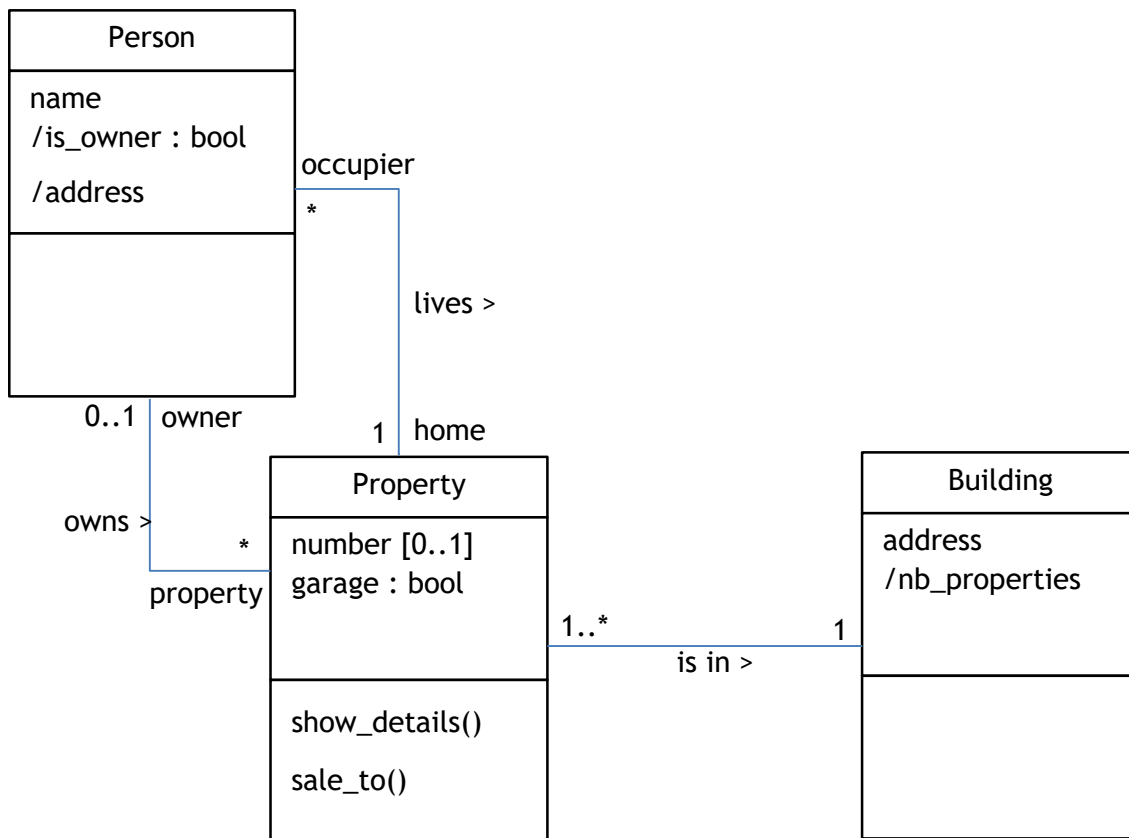 Person
name
/is_owner : bool
/address
occupier
*
lives >
0..1 owner
1 home
owns >
*
property
Property
number [0..1]
garage : bool
show_details()
sale_to()
1..*
1
is in >
Building
address
/nb_properties